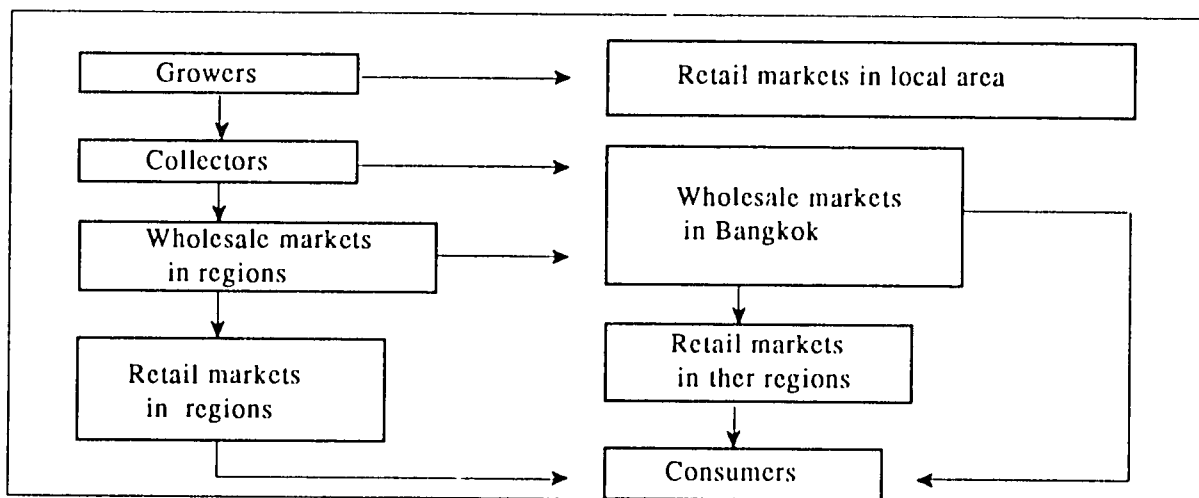 Growers
Retail markets in local area
Collectors
Wholesale markets
in Bangkok
Wholesale markets
in regions
Retail markets
in ther regions
Retail markets
in regions
Consumers